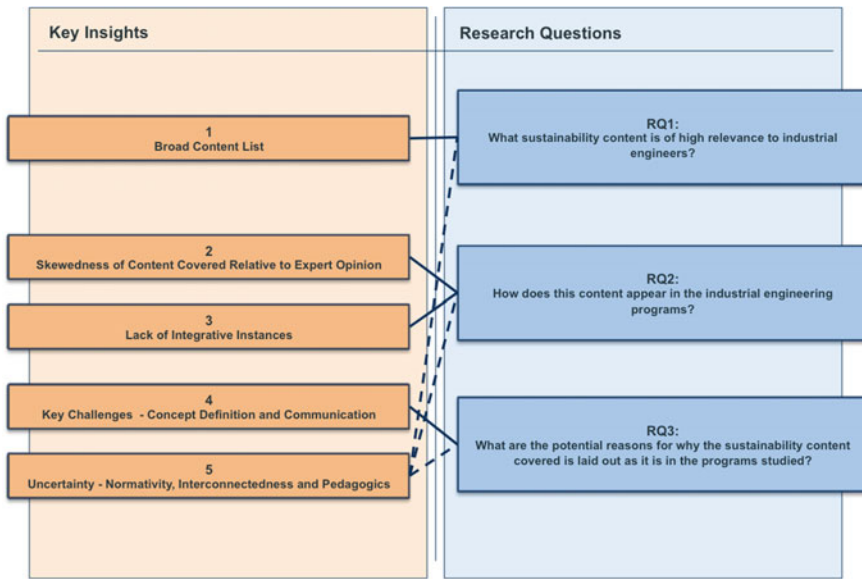 Key Insights
Research Questions
1
Broad Content List
2
Skewedness of Content Covered Relative to Expert Opinion
3
Lack of Integrative Instances
4
Key Challenges - Concept Definition and Communication
5
Uncertainty - Normativity, Interconnectedness and Pedagogics
RQ1:
What sustainability content is of high relevance to industrial
engineers?
RQ2:
How does this content appear in the industrial engineering
programs?
RQ3:
What are the potential reasons for why the sustainability content
covered is laid out as it is in the programs studied?